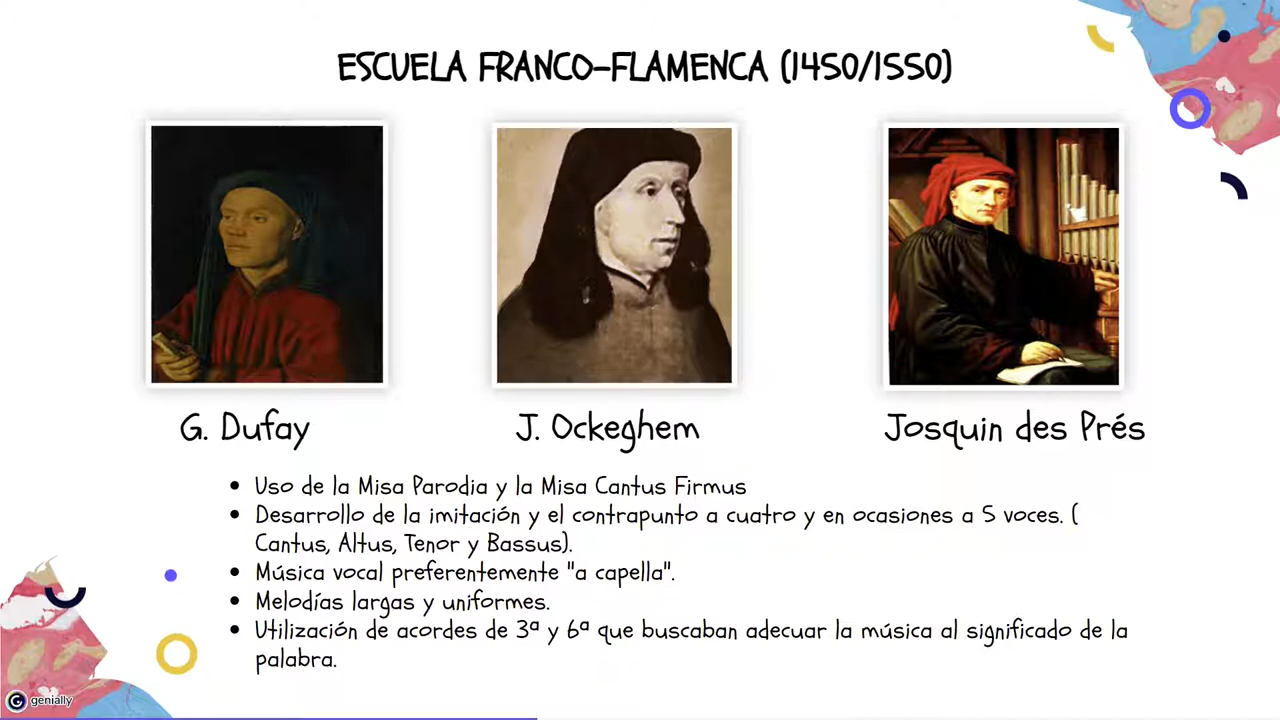 ESCUELA FRANCO-FLAMENCA (1450/1550)
G. Dufay
J. Ockeghem
Josquin des Prés
• Uso de la Misa Parodia y la Misa Cantus Firmus
• Desarrollo de la imitación y el contrapunto a cuatro y en ocasiones a 5 voces. (
Cantus, Altus, Tenor y Bassus).
• Música vocal preferentemente "a capella".
• Melodías largas y uniformes.
• Utilización de acordes de 3ª y 6ª que buscaban adecuar la música al significado de la
palabra.
genially